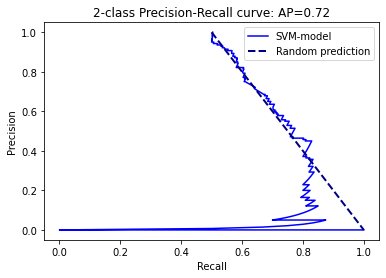 2-class Precision-Recall curve: AP=0.72
SVM-model
Random prediction
Precision
1.0
0.8
0.6
0.4
0.2
0.0
0.0 0.2 0.4 0.6 0.8 1.0
Recall